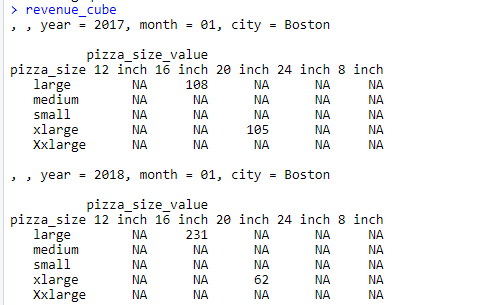 > revenue_cube
, , year = 2017, month = 01, city = Boston
pizza_size_value
pizza_size 12 inch 16 inch 20 inch 24 inch 8 inch
large NA 108 NA NA NA
medium NA NA NA NA NA
small NA NA NA NA NA
xlarge NA NA 105 NA NA
Xxlarge NA NA NA NA NA
, , year = 2018, month = 01, city = Boston
pizza_size_value
pizza_size 12 inch 16 inch 20 inch 24 inch 8 inch
large NA 231 NA NA NA
medium NA NA NA NA NA
small NA NA NA NA NA
xlarge NA NA 62 NA NA
Xxlarge NA NA NA NA NA